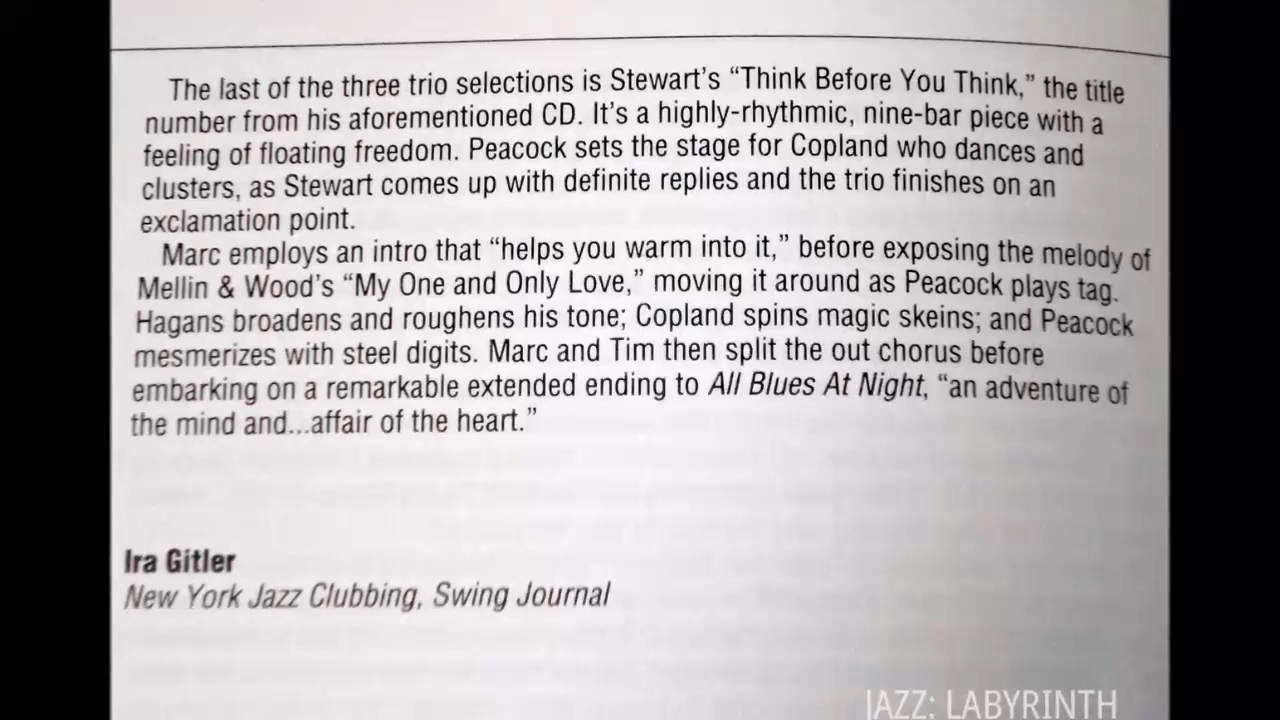 The last of the three trio selections is Stewart's “Think Before You Think,” the title
number from his aforementioned CD. It's a highly-rhythmic, nine-bar piece with a
feeling of floating freedom. Peacock sets the stage for Copland who dances and
clusters, as Stewart comes up with definite replies and the trio finishes on an
exclamation point.
Marc employs an intro that “helps you warm into it,” before exposing the melody of
Mellin & Wood's “My One and Only Love,” moving it around as Peacock plays tag.
Hagans broadens and roughens his tone; Copland spins magic skeins; and Peacock
mesmerizes with steel digits. Marc and Tim then split the out chorus before
embarking on a remarkable extended ending to All Blues At Night, “an adventure of
the mind and...affair of the heart.”
Ira Gitler
New York Jazz Clubbing, Swing Journal
JAZZ: LABYRINTH